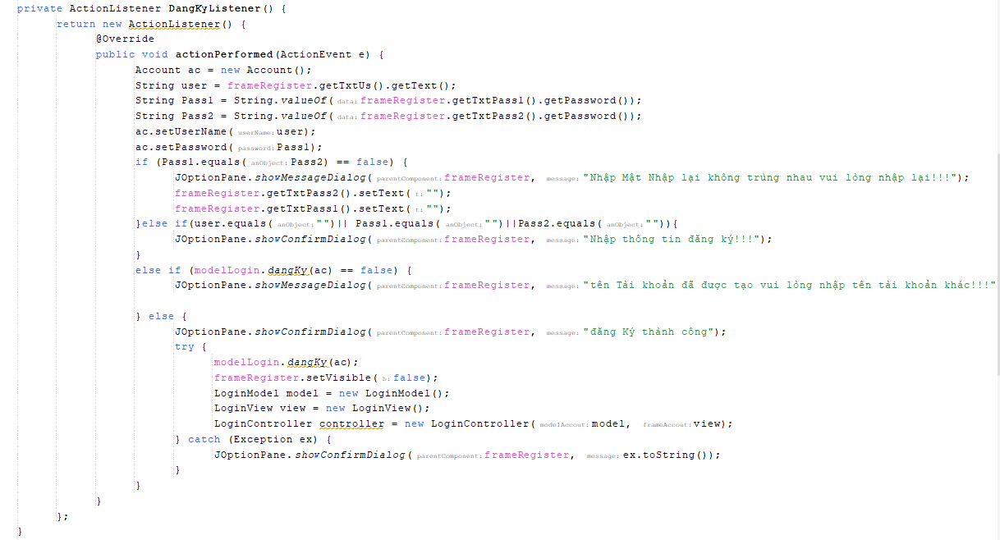 private ActionListener DangKyListener() {
return new ActionListener() {
@Override
public void actionPerformed(ActionEvent e) {
Account ac = new Account();
String user = frameRegister.getTxtUs().getText();
String Pass1 = String.valueOf( data: frameRegister.getTxtPass1().getPassword());
String Pass2 = String.valueOf( data: frameRegister.getTxtPass2().getPassword());
ac.setUserName( userName: user);
ac.setPassword( password: Pass1);
if (Pass1.equals( anObject: Pass2) == false) {
JOptionPane.showMessageDialog( parentComponent: frameRegister, message: "Nhập Mật Nhập lại không trùng nhau vui lòng nhập lại!!!");
frameRegister.getTxtPass2().setText( t: "");
frameRegister.getTxtPass1().setText( t: "");
}else if(user.equals( anObject: "")|| Pass1.equals( anObject: "")||Pass2.equals( anObject: "")){
JOptionPane.showConfirmDialog( parentComponent: frameRegister, message: "Nhập thông tin đăng ký!!!");
}
else if (modelLogin.dangKy(ac) == false) {
JOptionPane.showMessageDialog( parentComponent: frameRegister, message: "tên Tài khoản đã được tạo vui lòng nhập tên tài khoản khác!!!"
} else {
JOptionPane.showConfirmDialog( parentComponent: frameRegister, message: "đăng Ký thành công");
try {
modelLogin.dangKy(ac);
frameRegister.setVisible( b: false);
LoginModel model = new LoginModel();
LoginView view = new LoginView();
LoginController controller = new LoginController( modelAccout: model, frameAccout: view);
} catch (Exception ex) {
JOptionPane.showConfirmDialog( parentComponent: frameRegister, message: ex.toString());
}
}
}
};
}